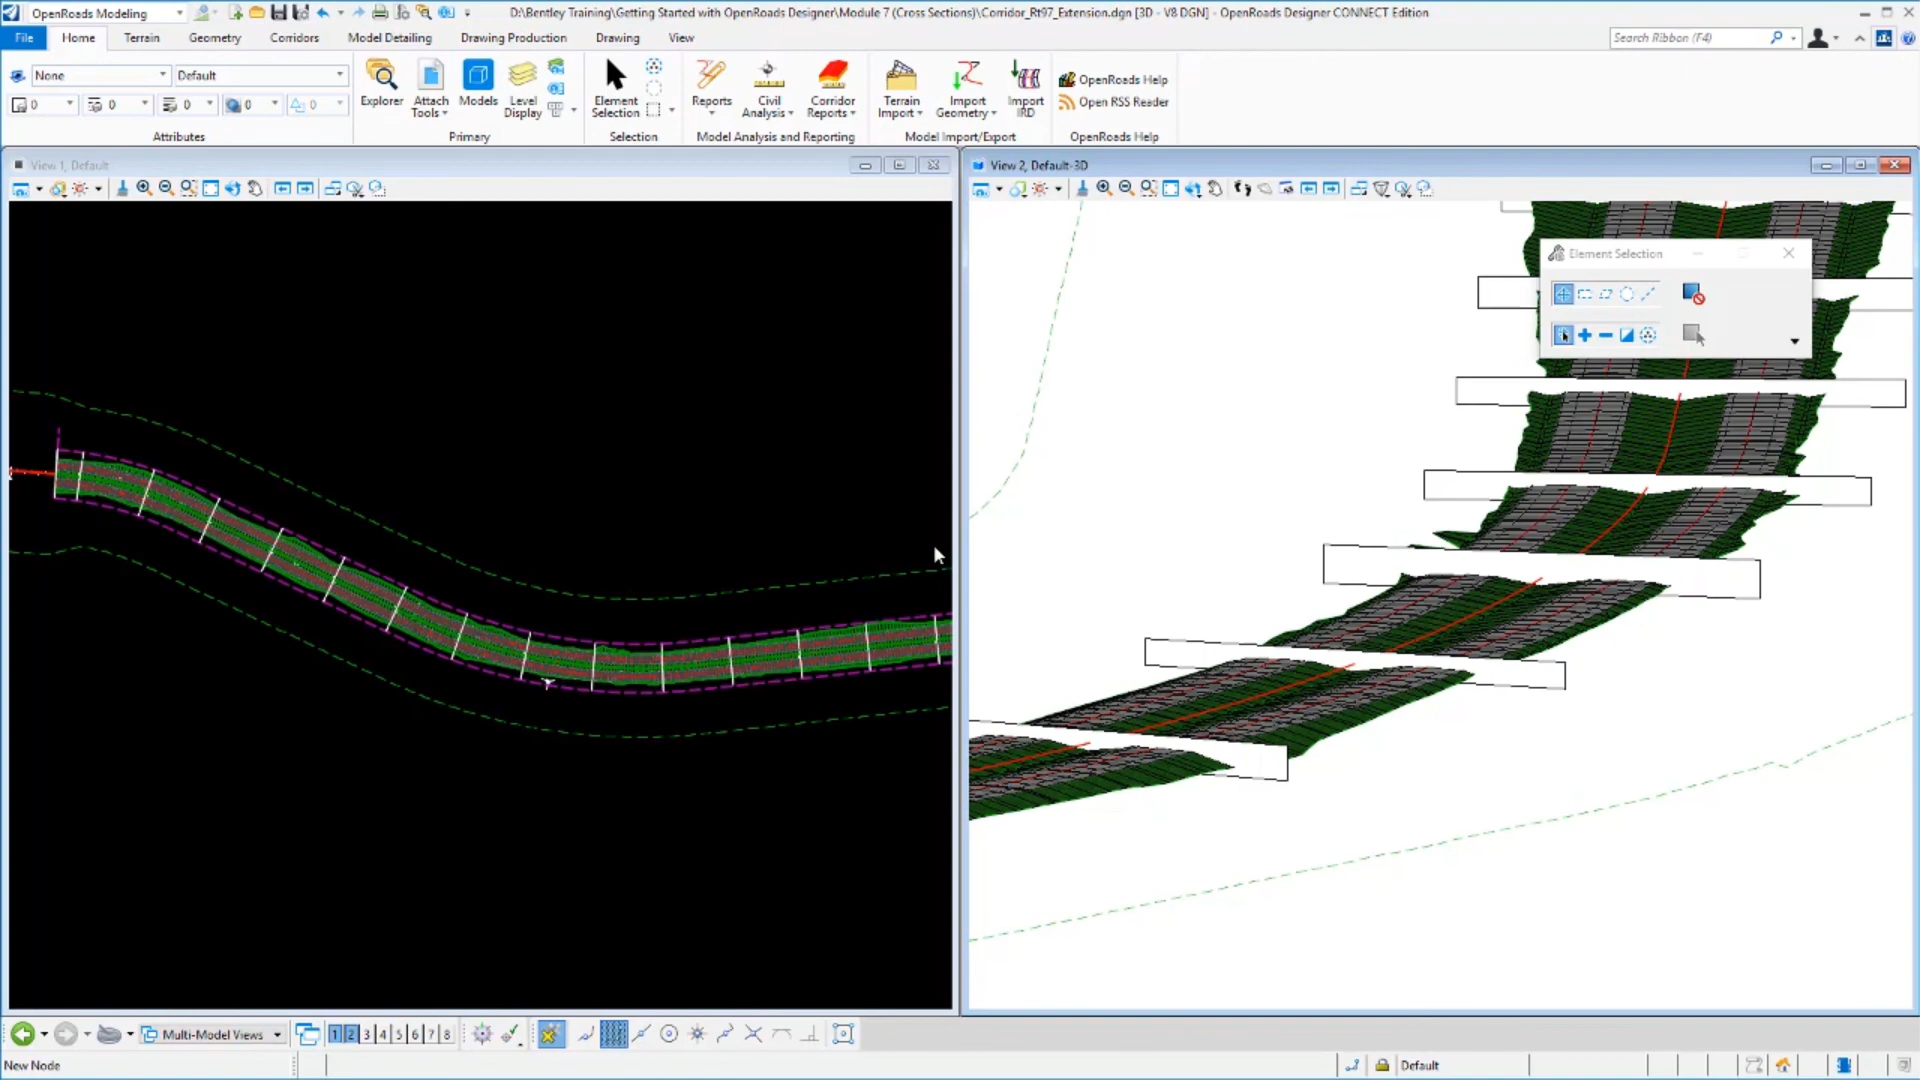 OpenRoads Modeling
D:\Bentley Training\Getting Started with OpenRoads Designer\Module 7 (Cross Sections)\Corridor_Rt97_Extension.dgn [3D - V8 DGN] - OpenRoads Designer CONNECT Edition
File Home Terrain Geometry Corridors Model Detailing Drawing Production Drawing View
Search Ribbon (F4)
None Default
0 0 0 0 0
Attributes
Explorer
Attach Tools
Models
Level Display
Primary
Element Selection
Selection
Reports
Civil Analysis
Corridor Reports
Model Analysis and Reporting
Terrain Import
Import Geometry
Import IRD
Model Import/Export
OpenRoads Help
Open RSS Reader
OpenRoads Help
View 1, Default
View 2, Default-3D
Element Selection
Multi-Model Views
1 2 3 4 5 6 7 8
New Node
Default